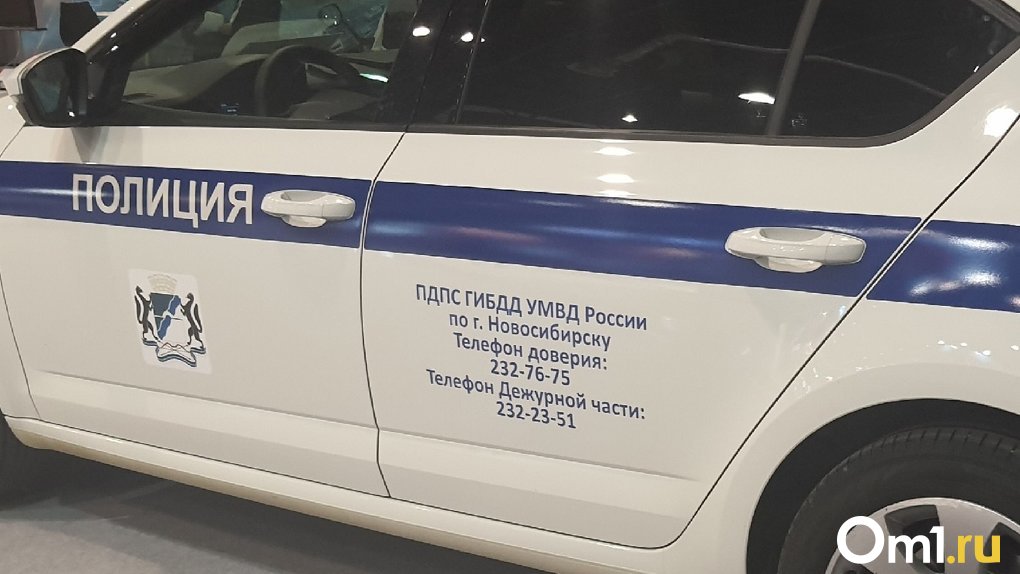 ПОЛИЦИЯ
ПДПС ГИБДД УМВД России
по г. Новосибирску
Телефон доверия:
232-76-75
Телефон Дежурной части:
232-23-51
Om1.ru